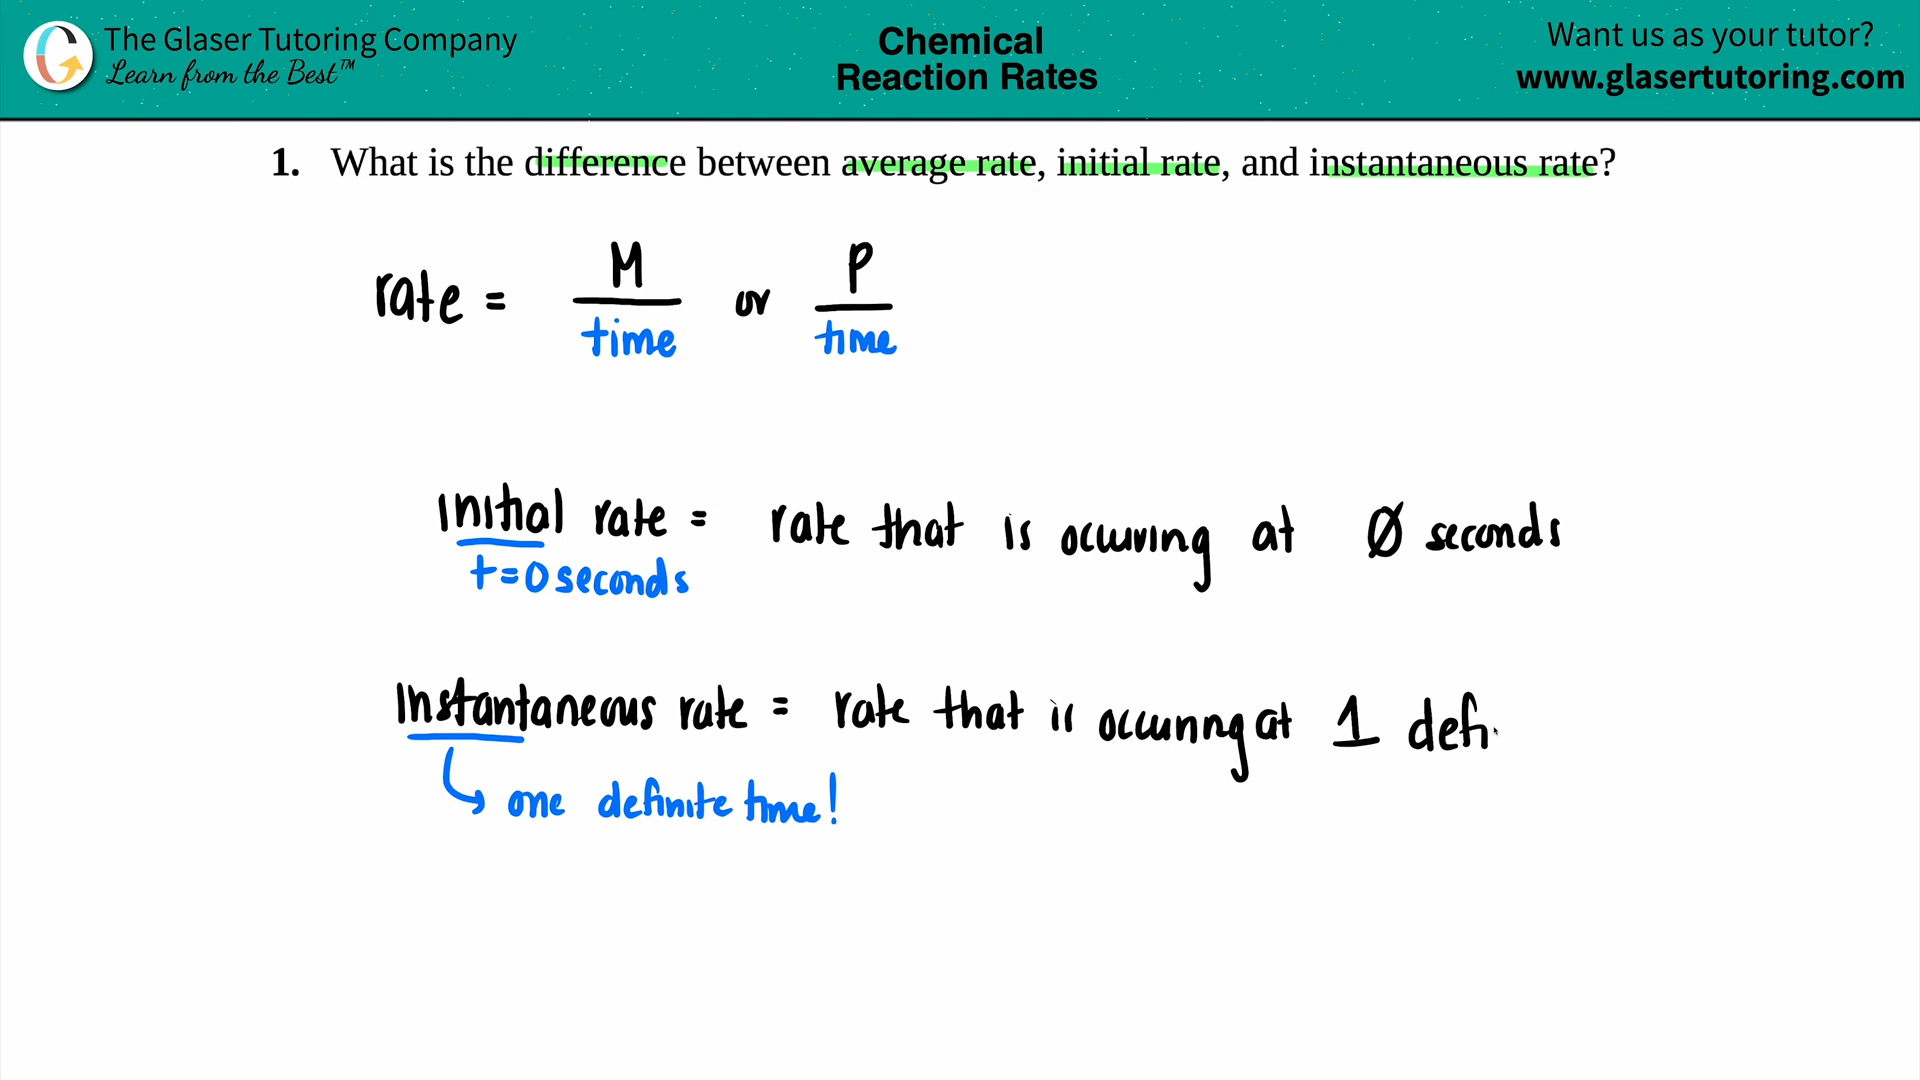 The Glaser Tutoring Company
Learn from the Best™
Chemical
Reaction Rates
Want us as your tutor?
www.glasertutoring.com
1. What is the difference between average rate, initial rate, and instantaneous rate?
rate = M/time or P/time
initial rate = rate that is occuring at Ø seconds
t=0 seconds
instantaneous rate = rate that is occurring at 1 defi
one definite time!